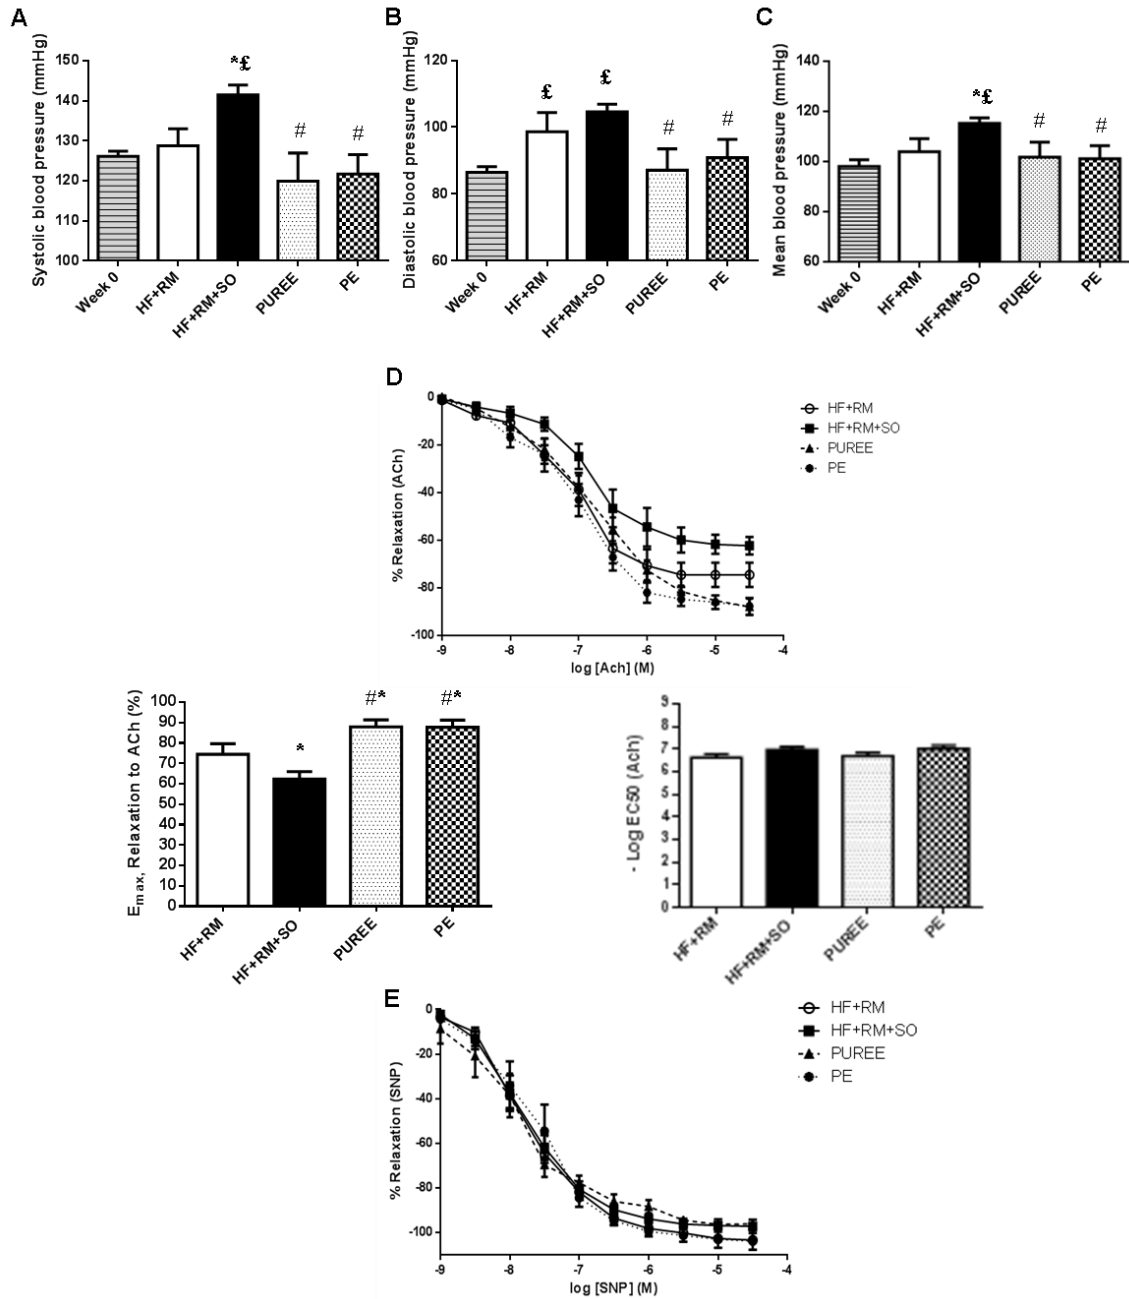 A
B
C
Systolic blood pressure (mmHg)
150
140
130
120
110
100
*£
#
#
Week 0
HF+RM
HF+RM+SO
PUREE
PE
Diastolic blood pressure (mmHg)
120
100
80
60
£
£
#
#
Week 0
HF+RM
HF+RM+SO
PUREE
PE
Mean blood pressure (mmHg)
140
120
100
80
60
*£
#
#
Week 0
HF+RM
HF+RM+SO
PUREE
PE
D
% Relaxation (ACh)
0
-20
-40
-60
-80
-100
-9
-8
-7
-6
-5
-4
log [Ach] (M)
HF+RM
HF+RM+SO
PUREE
PE
Emax, Relaxation to ACh (%)
100
90
80
70
60
50
40
30
20
10
0
*
#*
#*
HF+RM
HF+RM+SO
PUREE
PE
- Log EC50 (Ach)
9
8
7
6
5
4
3
2
1
0
HF+RM
HF+RM+SO
PUREE
PE
E
% Relaxation (SNP)
0
-20
-40
-60
-80
-100
-9
-8
-7
-6
-5
-4
log [SNP] (M)
HF+RM
HF+RM+SO
PUREE
PE